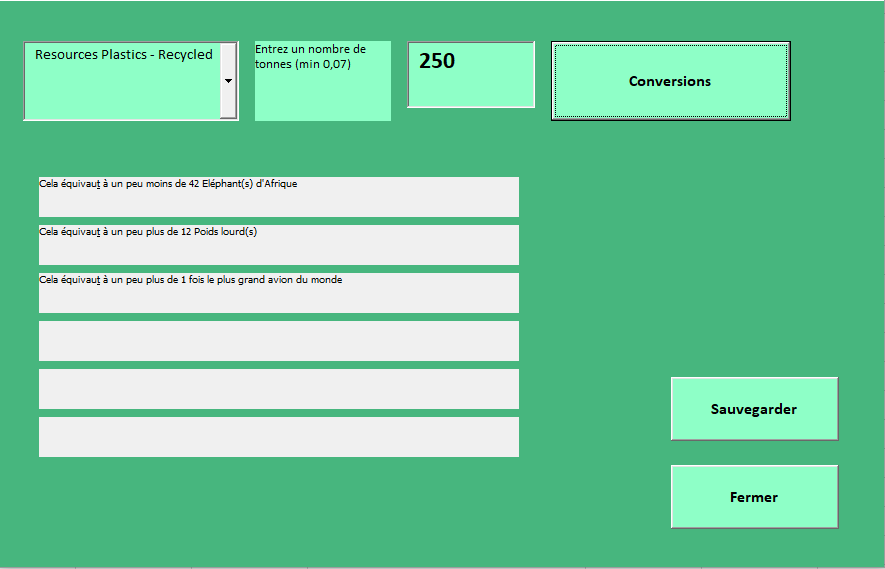 Resources Plastics - Recycled
Entrez un nombre de
tonnes (min 0,07)
250
Conversions
Cela équivaut à un peu moins de 42 Eléphant(s) d'Afrique
Cela équivaut à un peu plus de 12 Poids lourd(s)
Cela équivaut à un peu plus de 1 fois le plus grand avion du monde
Sauvegarder
Fermer